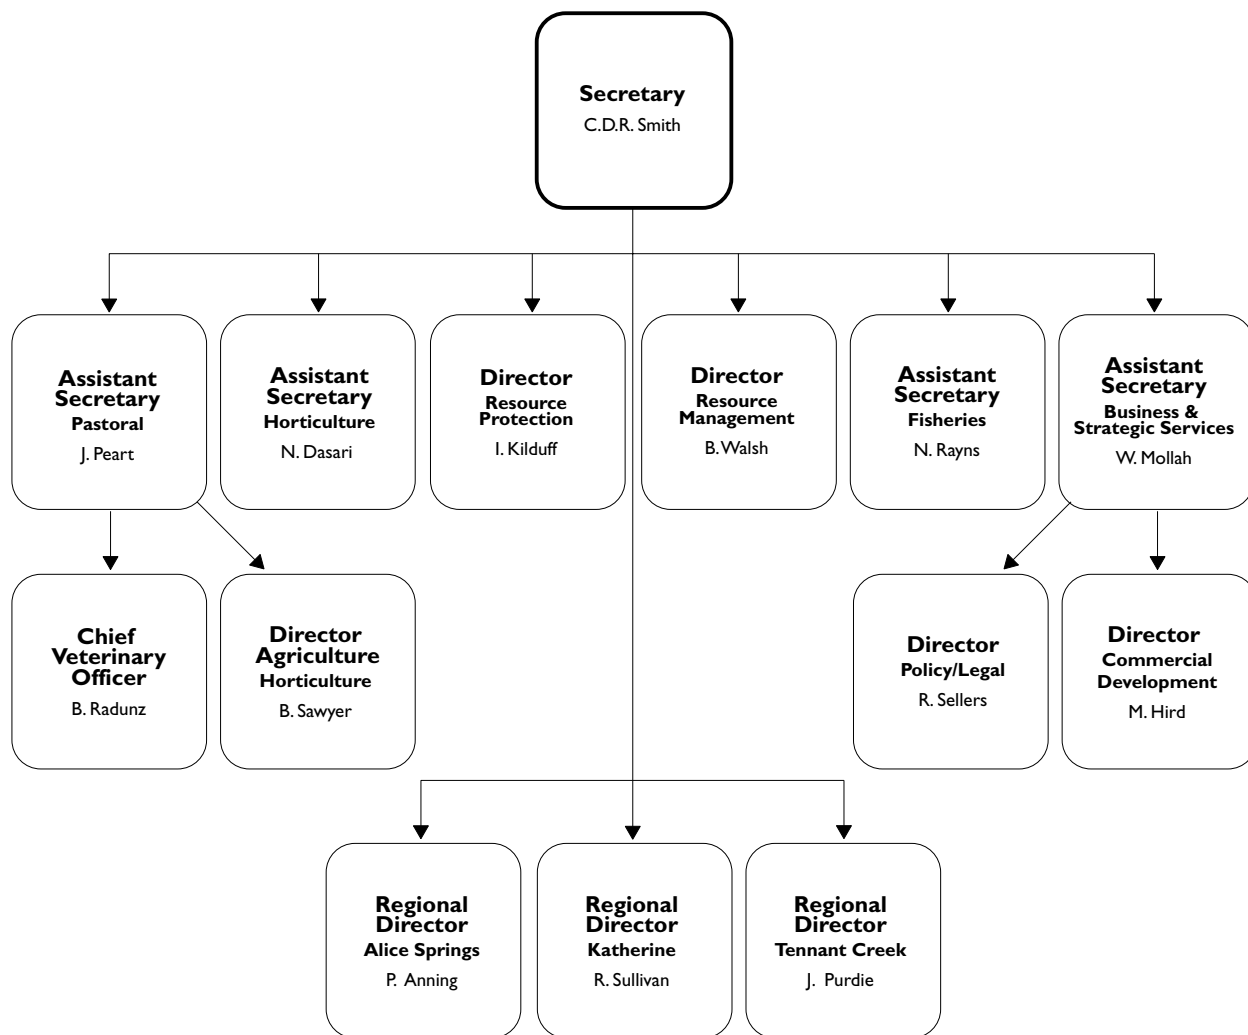 Secretary
C.D.R. Smith
Assistant
Secretary
Pastoral
J. Peart
Assistant
Secretary
Horticulture
N. Dasari
Director
Resource
Protection
I. Kilduff
Director
Resource
Management
B. Walsh
Assistant
Secretary
Fisheries
N. Rayns
Assistant
Secretary
Business &
Strategic Services
W. Mollah
Chief
Veterinary
Officer
B. Radunz
Director
Agriculture
Horticulture
B. Sawyer
Director
Policy/Legal
R. Sellers
Director
Commercial
Development
M. Hird
Regional
Director
Alice Springs
P. Anning
Regional
Director
Katherine
R. Sullivan
Regional
Director
Tennant Creek
J. Purdie